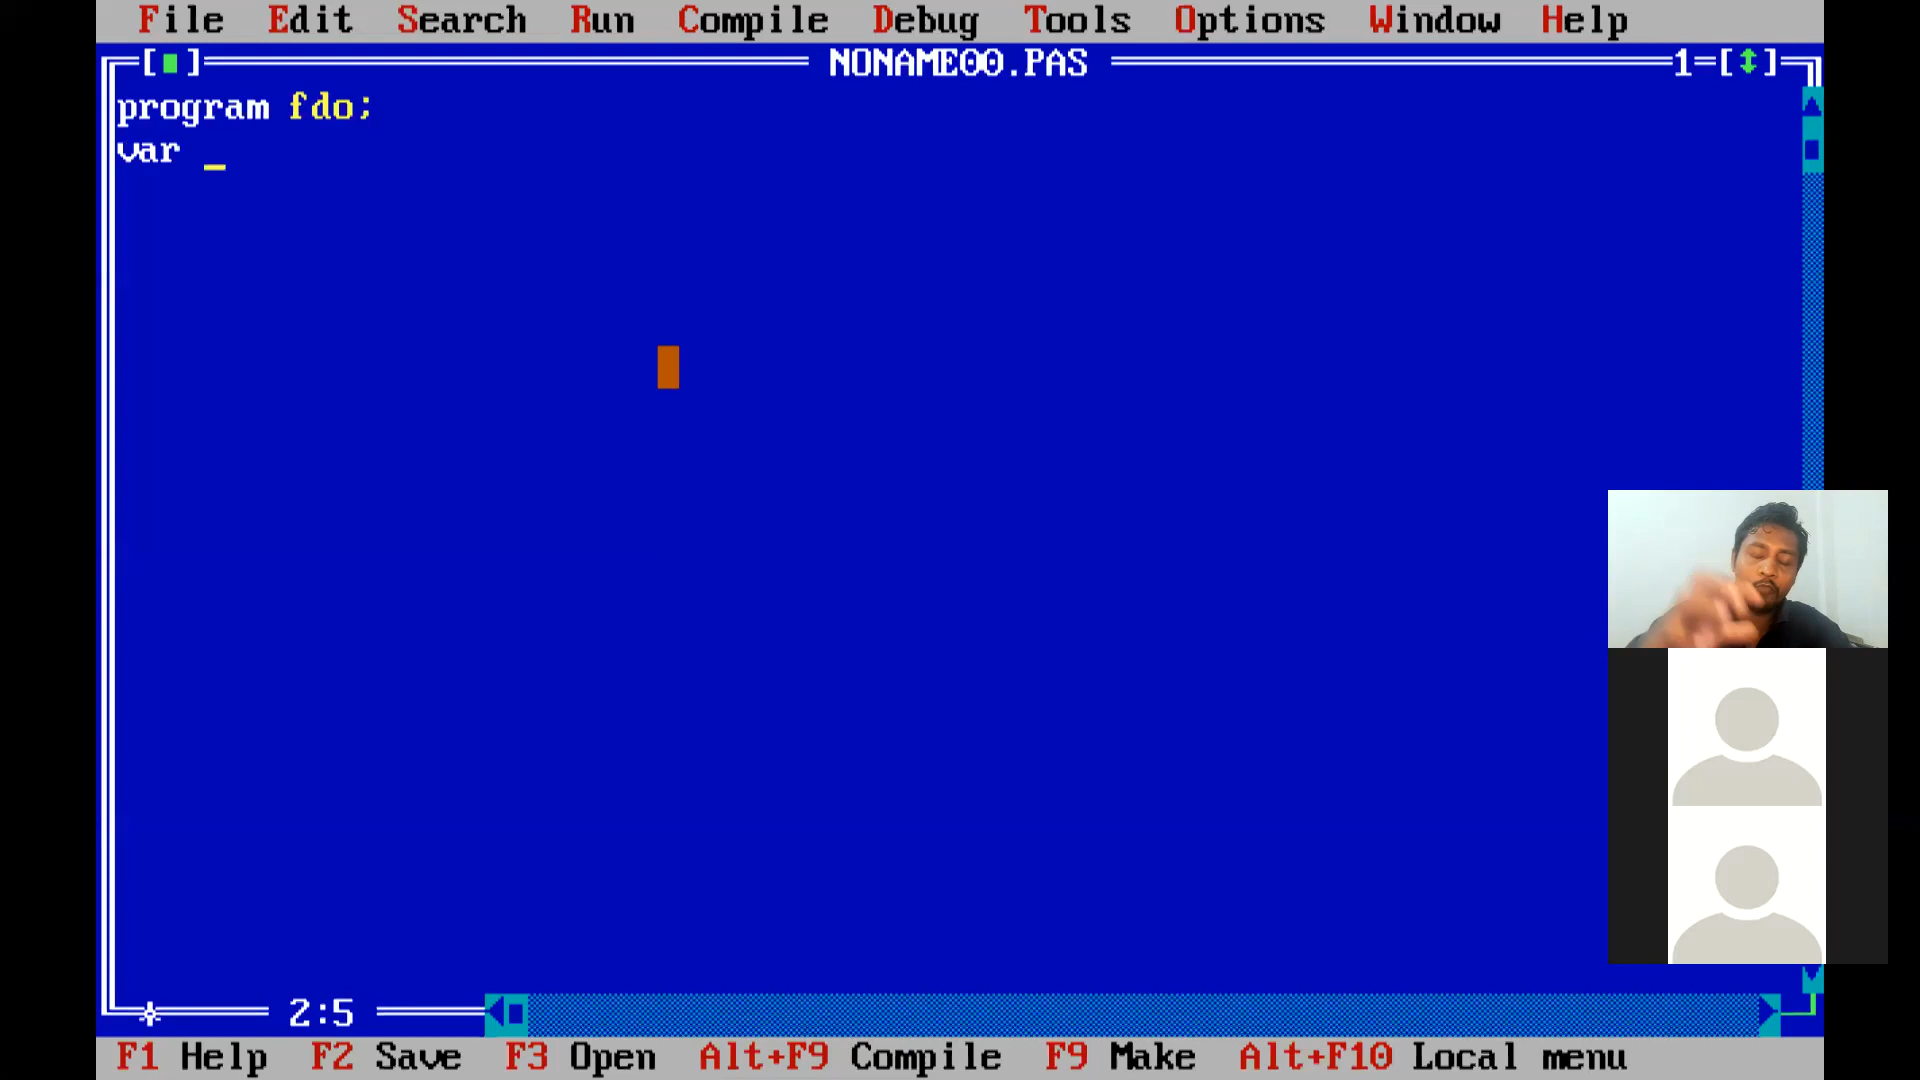 File Edit Search Run Compile Debug Tools Options Window Help
NONAME00.PAS 1
program fdo;
var _
2:5
F1 Help F2 Save F3 Open Alt+F9 Compile F9 Make Alt+F10 Local menu